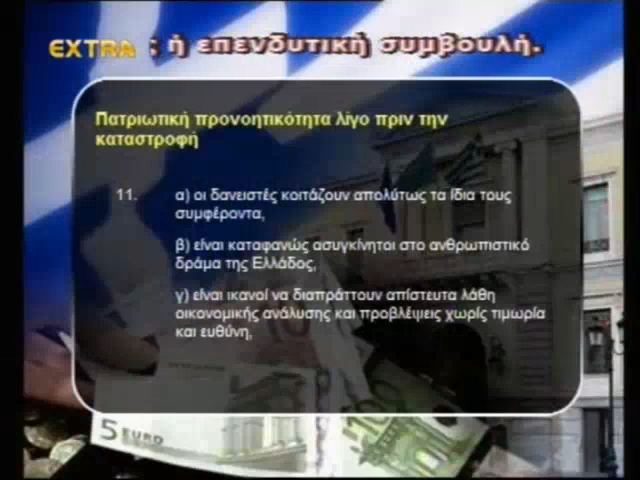 EXTRA ς ή επενδυτική συμβουλή.
Πατριωτική προνοητικότητα λίγο πριν την
καταστροφή
11. α) οι δανειστές κοιτάζουν απολύτως τα ίδια τους
συμφέροντα,
β) είναι καταφανώς ασυγκίνητοι στο ανθρωπιστικό
δράμα της Ελλάδος,
γ) είναι ικανοί να διαπράττουν απίστευτα λάθη
οικονομικής ανάλυσης και προβλέψεις χωρίς τιμωρία
και ευθύνη,
10
5 EURO